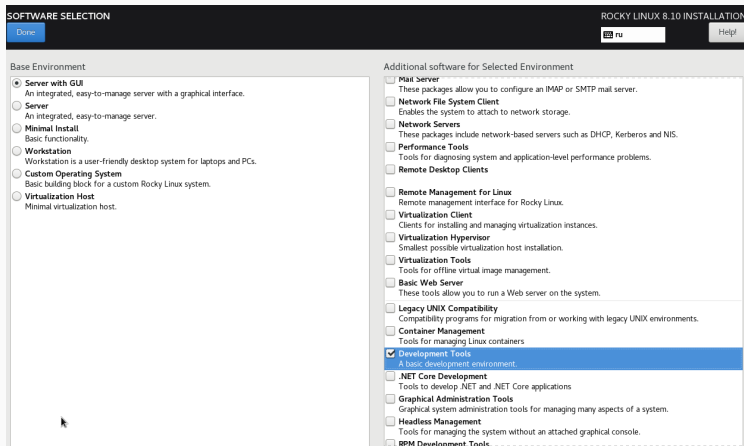 SOFTWARE SELECTION
Done
ROCKY LINUX 8.10 INSTALLATION
ru
Help!
Base Environment
Server with GUI
An integrated, easy-to-manage server with a graphical interface.
Server
An integrated, easy-to-manage server.
Minimal Install
Basic functionality.
Workstation
Workstation is a user-friendly desktop system for laptops and PCs.
Custom Operating System
Basic building block for a custom Rocky Linux system.
Virtualization Host
Minimal virtualization host.
Additional software for Selected Environment
Mail Server
These packages allow you to configure an IMAP or SMTP mail server.
Network File System Client
Enables the system to attach to network storage.
Network Servers
These packages include network-based servers such as DHCP, Kerberos and NIS.
Performance Tools
Tools for diagnosing system and application-level performance problems.
Remote Desktop Clients
Remote Management for Linux
Remote management interface for Rocky Linux.
Virtualization Client
Clients for installing and managing virtualization instances.
Virtualization Hypervisor
Smallest possible virtualization host installation.
Virtualization Tools
Tools for offline virtual image management.
Basic Web Server
These tools allow you to run a Web server on the system.
Legacy UNIX Compatibility
Compatibility programs for migration from or working with legacy UNIX environments.
Container Management
Tools for managing Linux containers
Development Tools
A basic development environment.
.NET Core Development
Tools to develop .NET and .NET Core applications
Graphical Administration Tools
Graphical system administration tools for managing many aspects of a system.
Headless Management
Tools for managing the system without an attached graphical console.
RPM Development Tools